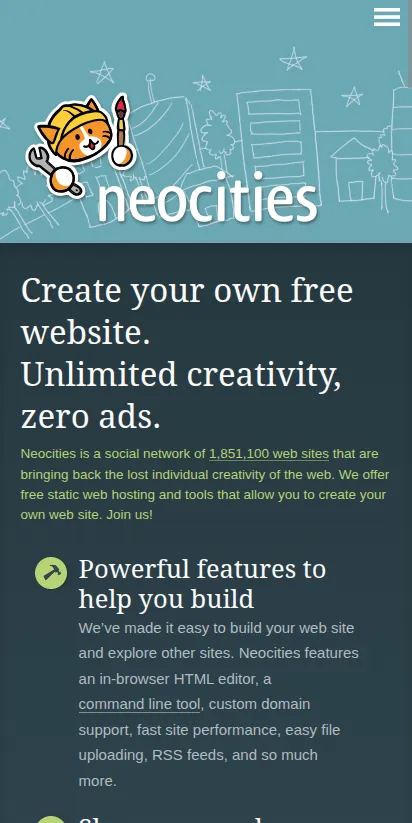 neocities
Create your own free
website.
Unlimited creativity,
zero ads.
Neocities is a social network of 1,851,100 web sites that are
bringing back the lost individual creativity of the web. We offer
free static web hosting and tools that allow you to create your
own web site. Join us!
Powerful features to
help you build
We’ve made it easy to build your web site
and explore other sites. Neocities features
an in-browser HTML editor, a
command line tool, custom domain
support, fast site performance, easy file
uploading, RSS feeds, and so much
more.